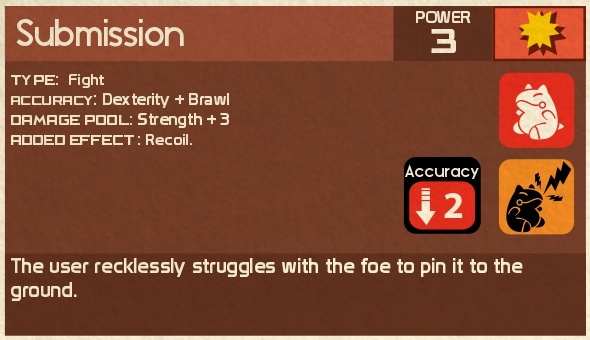 Submission
POWER
3
TYPE: Fight
ACCURACY: Dexterity + Brawl
DAMAGE POOL: Strength + 3
ADDED EFFECT: Recoil.
Accuracy
2
The user recklessly struggles with the foe to pin it to the
ground.